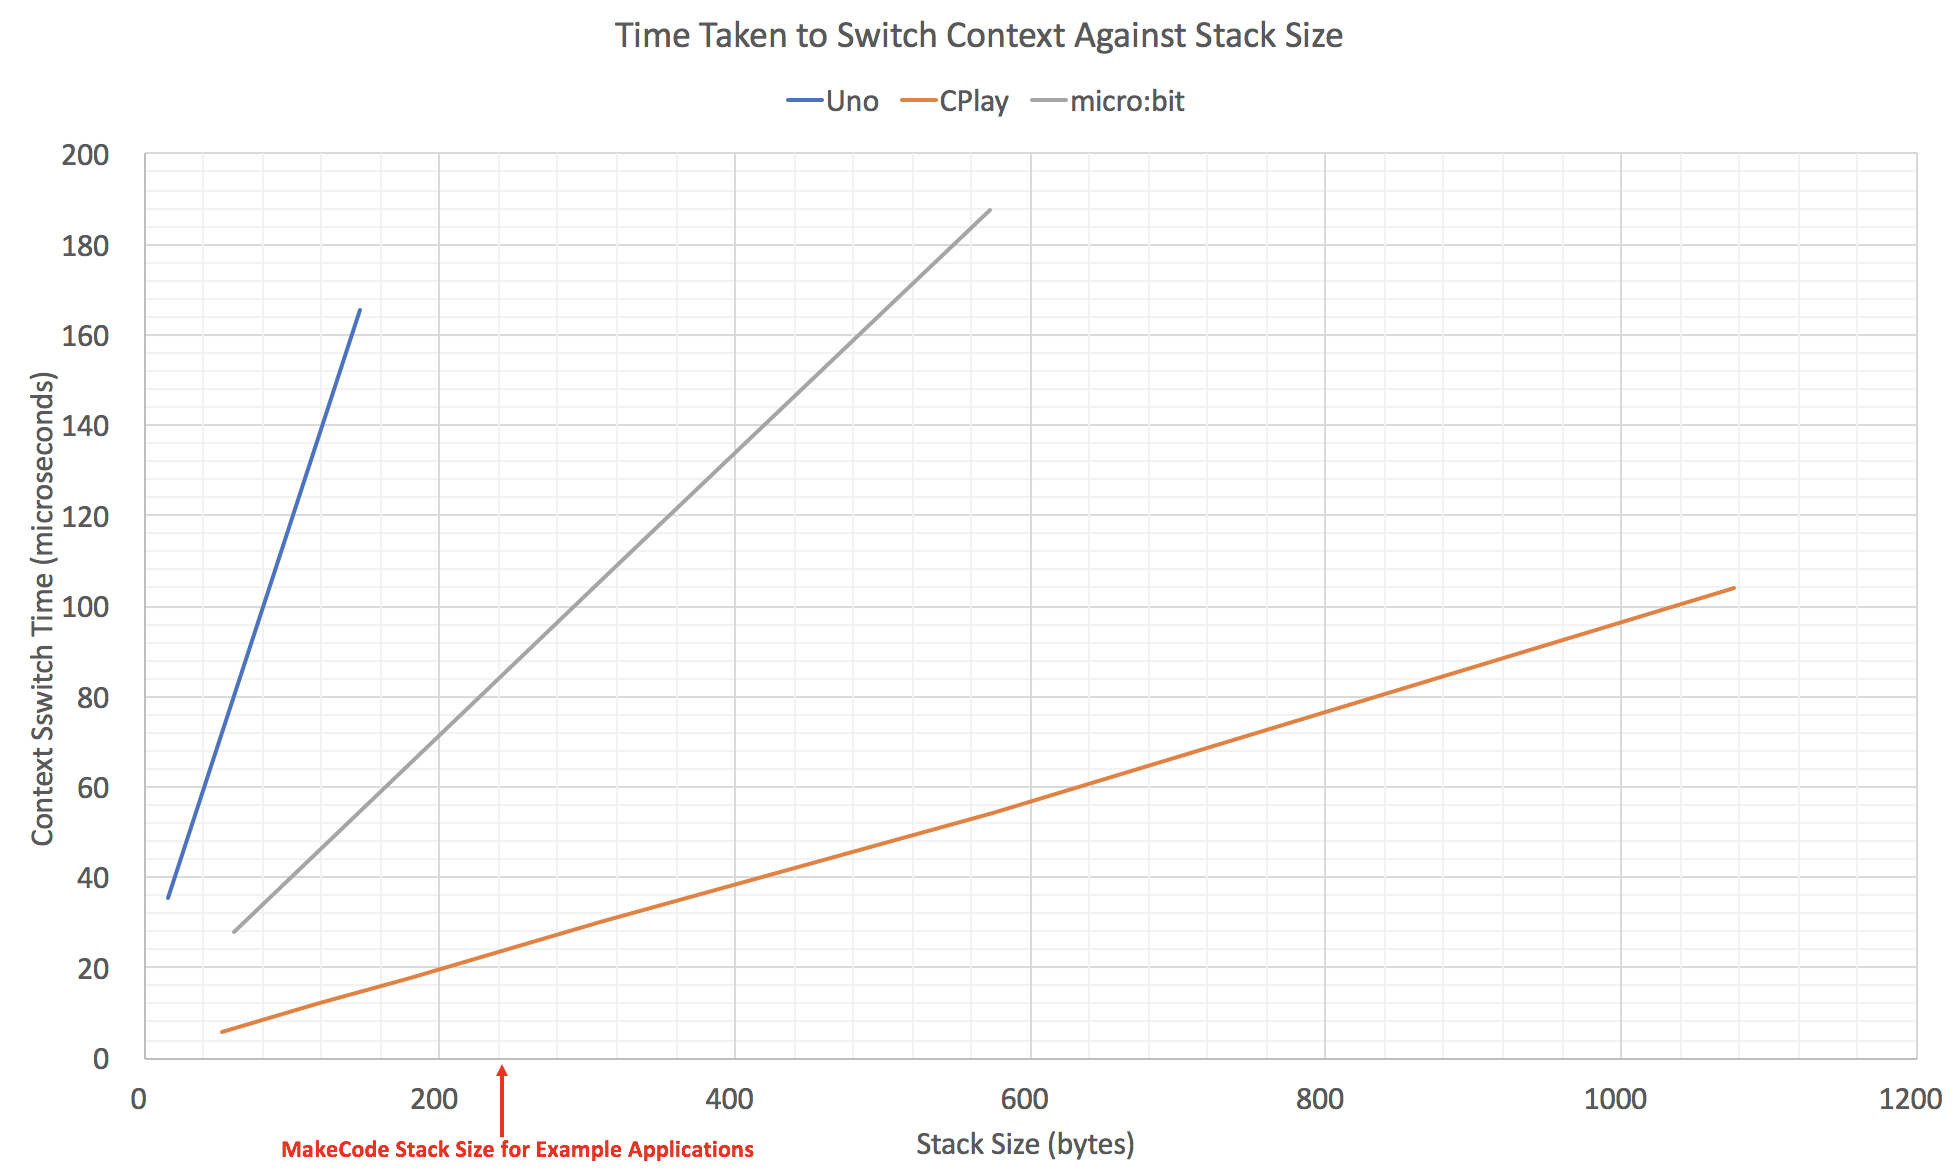 Time Taken to Switch Context Against Stack Size
Uno CPlay micro:bit
200
180
160
140
120
100
80
60
40
20
0
Context Sswitch Time (microseconds)
0 200 400 600 800 1000 1200
MakeCode Stack Size for Example Applications
Stack Size (bytes)